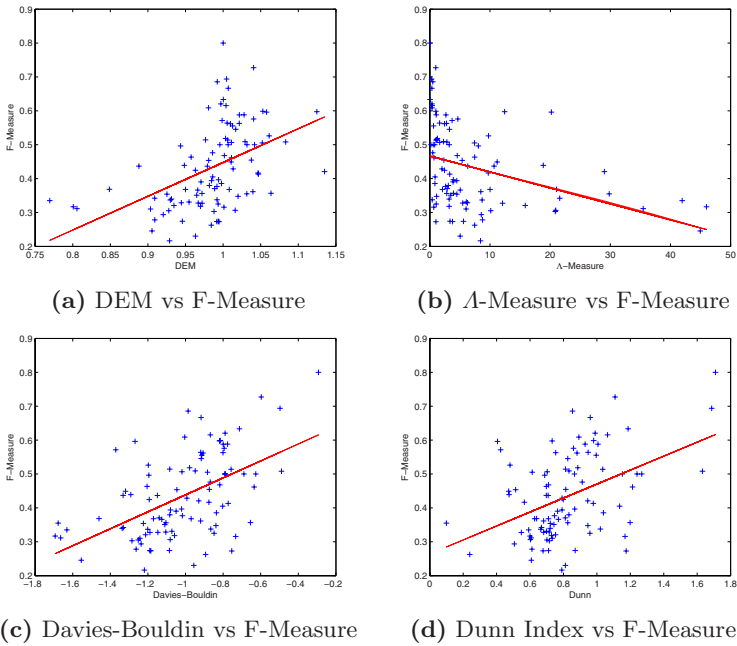 0.9
0.8
0.7
0.6
0.5
0.4
0.3
0.2
F−Measure
0.75 0.8 0.85 0.9 0.95 1 1.05 1.1 1.15
DEM
(a) DEM vs F-Measure
0.9
0.8
0.7
0.6
0.5
0.4
0.3
0.2
F−Measure
0 10 20 30 40 50
Λ−Measure
(b) Λ-Measure vs F-Measure
0.9
0.8
0.7
0.6
0.5
0.4
0.3
0.2
F−Measure
−1.8 −1.6 −1.4 −1.2 −1 −0.8 −0.6 −0.4 −0.2
Davies−Bouldin
(c) Davies-Bouldin vs F-Measure
0.9
0.8
0.7
0.6
0.5
0.4
0.3
0.2
F−Measure
0 0.2 0.4 0.6 0.8 1 1.2 1.4 1.6 1.8
Dunn
(d) Dunn Index vs F-Measure